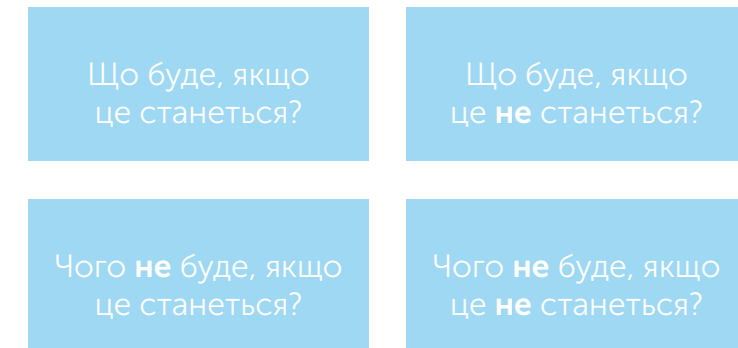 Що буде, якщо
це станеться?
Що буде, якщо
це не станеться?
Чого не буде, якщо
це станеться?
Чого не буде, якщо
це не станеться?